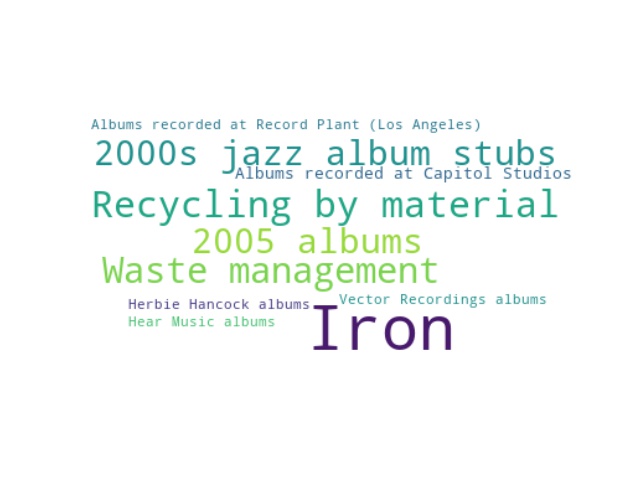 Albums recorded at Record Plant (Los Angeles)
2000s jazz album stubs
Albums recorded at Capitol Studios
Recycling by material
2005 albums
Waste management
Herbie Hancock albums
Vector Recordings albums
Hear Music albums
Iron